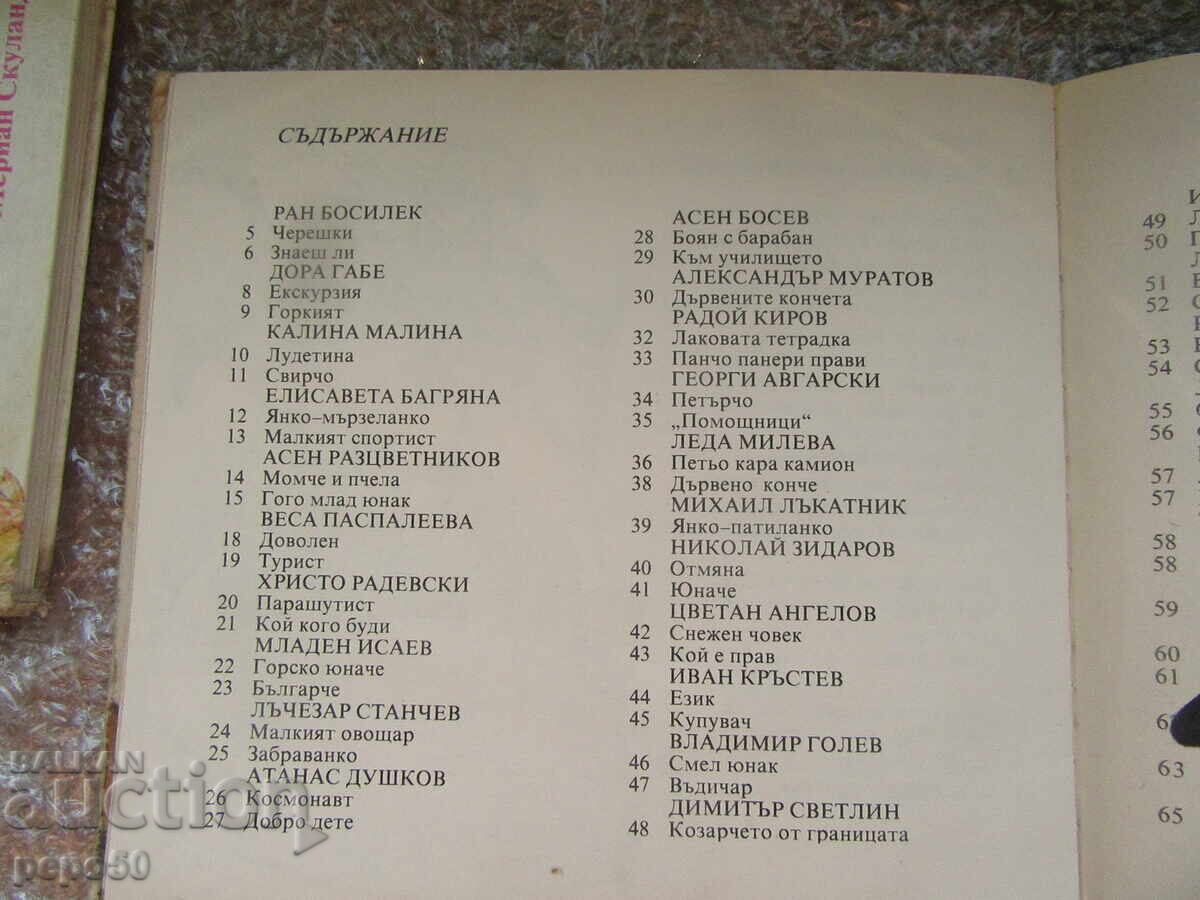 СЪДЪРЖАНИЕ
РАН БОСИЛЕК
5 Черешки
6 Знаеш ли
ДОРА ГАБЕ
8 Екскурзия
9 Горкият
КАЛИНА МАЛИНА
10 Лудетина
11 Свирчо
ЕЛИСАВЕТА БАГРЯНА
12 Янко–мързеланко
13 Малкият спортист
АСЕН РАЗЦВЕТНИКОВ
14 Момче и пчела
15 Гого млад юнак
ВЕСА ПАСПАЛЕЕВА
18 Доволен
19 Турист
ХРИСТО РАДЕВСКИ
20 Парашутист
21 Кой кого буди
МЛАДЕН ИСАЕВ
22 Горско юначе
23 Българче
ЛЪЧЕЗАР СТАНЧЕВ
24 Малкият овощар
25 Забраванко
АТАНАС ДУШКОВ
26 Космонавт
27 Добро дете
АСЕН БОСЕВ
28 Боян с барабан
29 Към училището
АЛЕКСАНДЪР МУРАТОВ
30 Дървените кончета
РАДОЙ КИРОВ
32 Лаковата тетрадка
33 Панчо панери прави
ГЕОРГИ АВГАРСКИ
34 Петърчо
35 „Помощници“
ЛЕДА МИЛЕВА
36 Петьо кара камион
38 Дървено конче
МИХАИЛ ЛЪКАТНИК
39 Янко–патиланко
НИКОЛАЙ ЗИДАРОВ
40 Отмяна
41 Юначе
ЦВЕТАН АНГЕЛОВ
42 Снежен човек
43 Кой е прав
ИВАН КРЪСТЕВ
44 Език
45 Купувач
ВЛАДИМИР ГОЛЕВ
46 Смел юнак
47 Въдичар
ДИМИТЪР СВЕТЛИН
48 Козарчето от границата
49
50
51
52
53
54
55
56
57
57
58
58
59
60
61
63
65
BALKAN
auction
pepo50